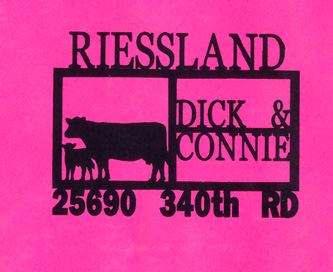 RIESSLAND
DICK &
CONNIE
25690 340th RD